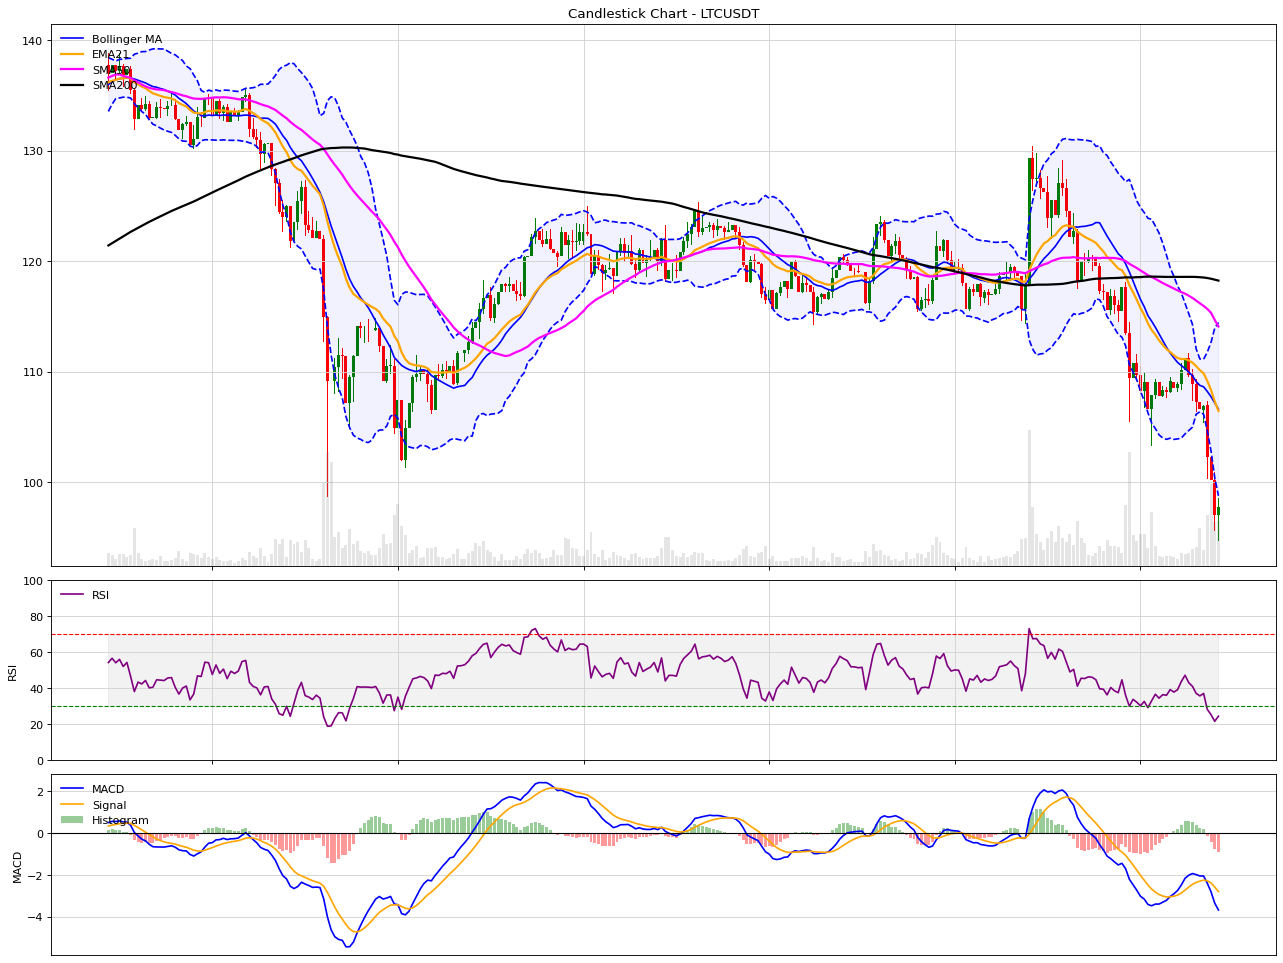 Candlestick Chart - LTCUSDT
140
130
120
110
100
Bollinger MA
EMA21
SMA50
SMA200
RSI
100
80
60
40
20
0
RSI
MACD
2
0
−2
−4
MACD
Signal
Histogram